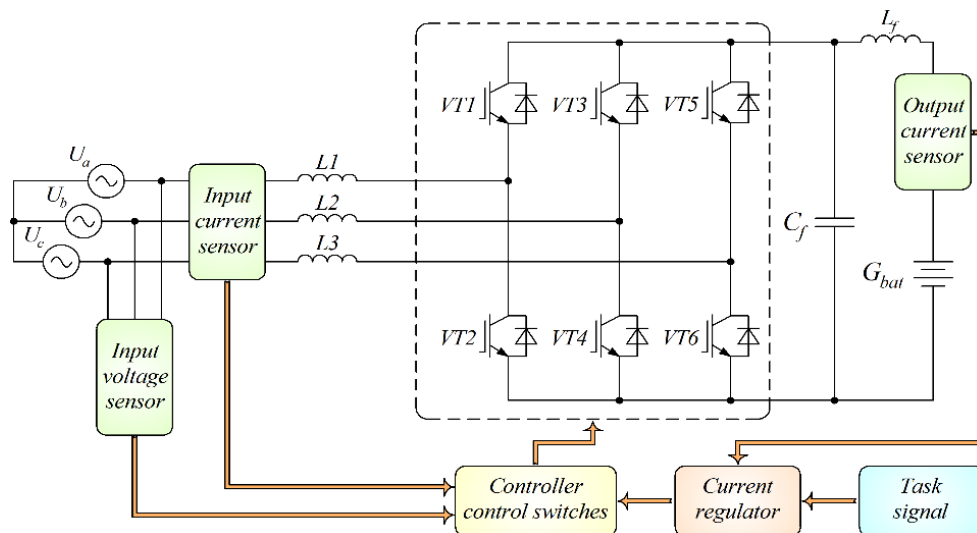 L_f
VT1
VT3
VT5
Output
current
sensor
U_a
L1
Input
current
sensor
U_b
L2
U_c
L3
C_f
G_bat
VT2
VT4
VT6
Input
voltage
sensor
Controller
control switches
Current
regulator
Task
signal